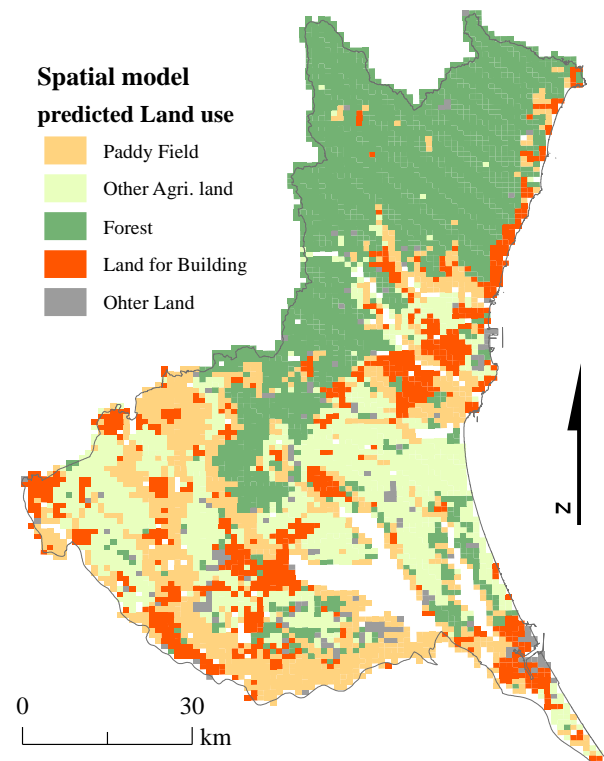 Spatial model
predicted Land use
Paddy Field
Other Agri. land
Forest
Land for Building
Ohter Land
N
0 30
km